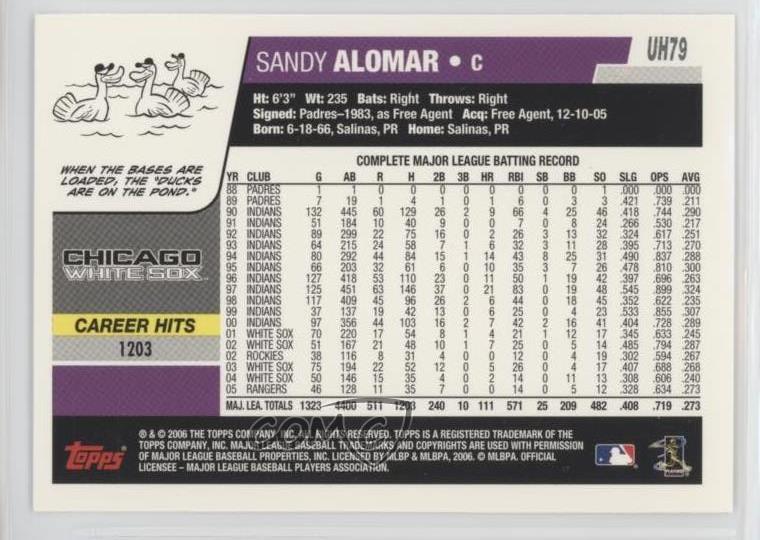 SANDY ALOMAR • C
UH79
Ht: 6'3" Wt: 235 Bats: Right Throws: Right
Signed: Padres–1983, as Free Agent Acq: Free Agent, 12-10-05
Born: 6-18-66, Salinas, PR Home: Salinas, PR
WHEN THE BASES ARE
LOADED, THE "DUCKS
ARE ON THE POND."
CHICAGO
WHITE SOX
CAREER HITS
1203
COMPLETE MAJOR LEAGUE BATTING RECORD
YR CLUB G AB R H 2B 3B HR RBI SB BB SO SLG OPS AVG
88 PADRES 1 1 0 0 0 0 0 0 0 0 1 .000 .000 .000
89 PADRES 7 19 1 4 1 0 1 6 0 3 3 .421 .739 .211
90 INDIANS 132 445 60 129 26 2 9 66 4 25 46 .418 .744 .290
91 INDIANS 51 184 10 40 9 0 0 7 0 8 24 .266 .530 .217
92 INDIANS 89 299 22 75 16 0 2 26 3 13 32 .324 .617 .251
93 INDIANS 64 215 24 58 7 1 6 32 3 11 28 .395 .713 .270
94 INDIANS 80 292 44 84 15 1 14 43 8 25 31 .490 .837 .288
95 INDIANS 66 203 32 61 6 0 10 35 3 7 26 .478 .810 .300
96 INDIANS 127 418 53 110 23 0 11 50 1 19 42 .397 .696 .263
97 INDIANS 125 451 63 146 37 0 21 83 0 19 48 .545 .899 .324
98 INDIANS 117 409 45 96 26 2 6 44 0 18 45 .352 .622 .235
99 INDIANS 37 137 19 42 13 0 6 25 0 4 23 .533 .855 .307
00 INDIANS 97 356 44 103 16 2 7 42 2 16 41 .404 .728 .289
01 WHITE SOX 70 220 17 54 8 1 4 21 1 12 17 .345 .633 .245
02 WHITE SOX 51 167 21 48 10 1 7 25 0 5 14 .485 .794 .287
02 ROCKIES 38 116 8 31 4 0 0 12 0 4 19 .302 .594 .267
03 WHITE SOX 75 194 22 52 12 0 5 26 0 4 17 .407 .688 .268
04 WHITE SOX 50 146 15 35 4 0 2 14 0 11 13 .308 .606 .240
05 RANGERS 46 128 11 35 7 0 0 14 0 5 12 .328 .634 .273
MAJ. LEA. TOTALS 1323 4400 511 1203 240 10 111 571 25 209 482 .408 .719 .273
® & © 2006 THE TOPPS COMPANY, INC. ALL RIGHTS RESERVED. TOPPS IS A REGISTERED TRADEMARK OF THE
TOPPS COMPANY, INC. MAJOR LEAGUE BASEBALL TRADEMARKS AND COPYRIGHTS ARE USED WITH PERMISSION
OF MAJOR LEAGUE BASEBALL PROPERTIES, INC. LICENSED BY MLBP & MLBPA, 2006. © MLBPA. OFFICIAL
LICENSEE – MAJOR LEAGUE BASEBALL PLAYERS ASSOCIATION.
Topps
COMC